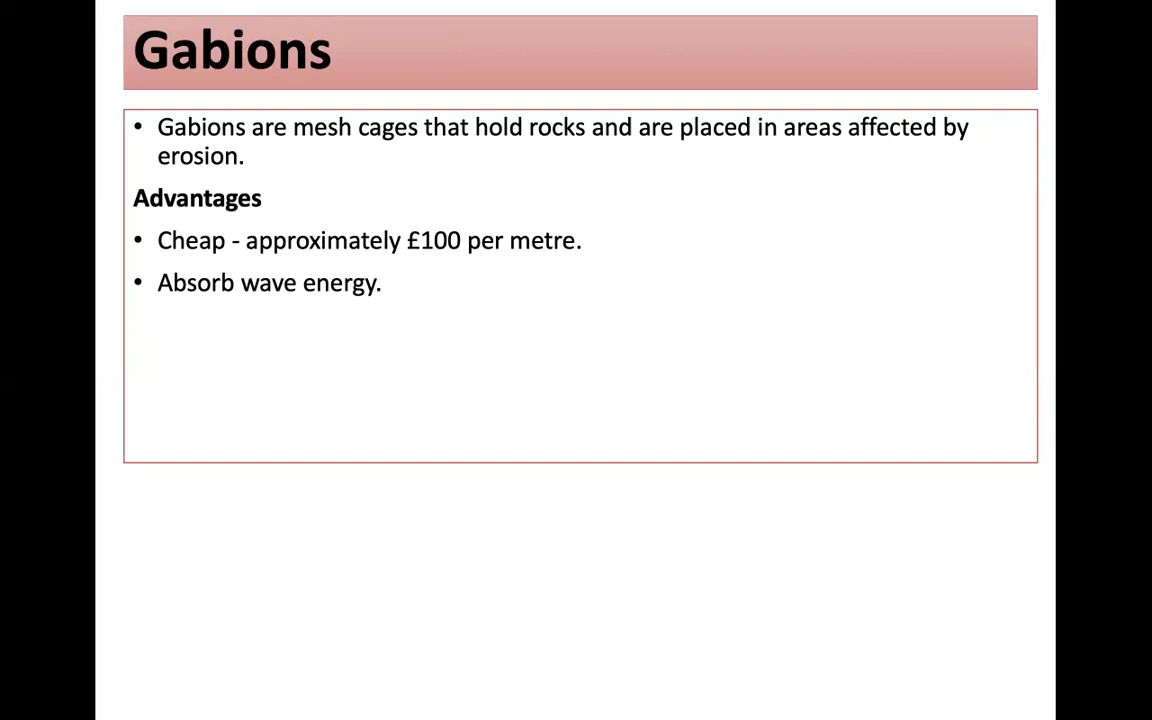 Gabions
• Gabions are mesh cages that hold rocks and are placed in areas affected by
erosion.
Advantages
• Cheap - approximately £100 per metre.
• Absorb wave energy.